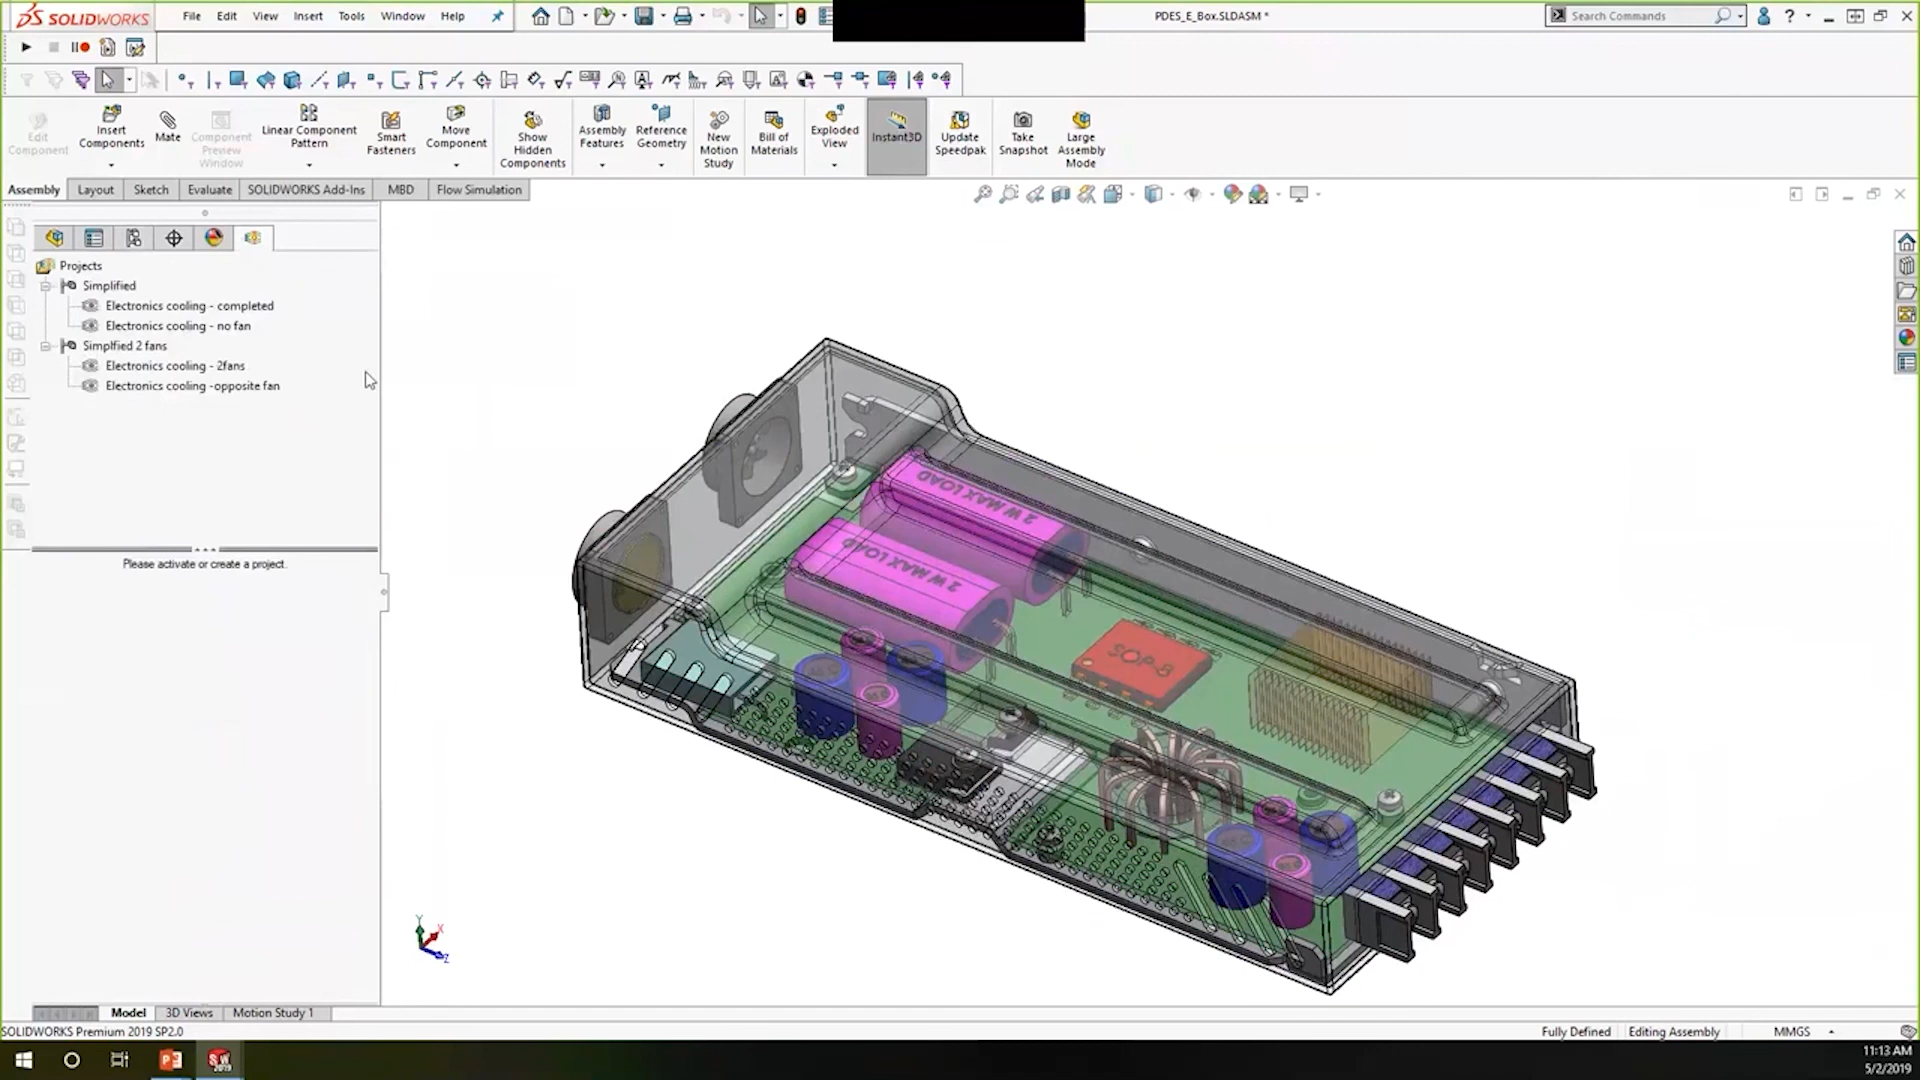 SOLIDWORKS
File Edit View Insert Tools Window Help
PDES_E_Box.SLDASM *
Search Commands
?
Edit Component
Insert Components
Mate
Component Preview Window
Linear Component Pattern
Smart Fasteners
Move Component
Show Hidden Components
Assembly Features
Reference Geometry
New Motion Study
Bill of Materials
Exploded View
Instant3D
Update Speedpak
Take Snapshot
Large Assembly Mode
Assembly Layout Sketch Evaluate SOLIDWORKS Add-Ins MBD Flow Simulation
Projects
Simplified
Electronics cooling - completed
Electronics cooling - no fan
Simplfied 2 fans
Electronics cooling - 2fans
Electronics cooling -opposite fan
Please activate or create a project.
2 W MAX LOAD
2 W MAX LOAD
SOP-8
Y
X
Z
Model 3D Views Motion Study 1
SOLIDWORKS Premium 2019 SP2.0
Fully Defined Editing Assembly MMGS
11:13 AM
5/2/2019